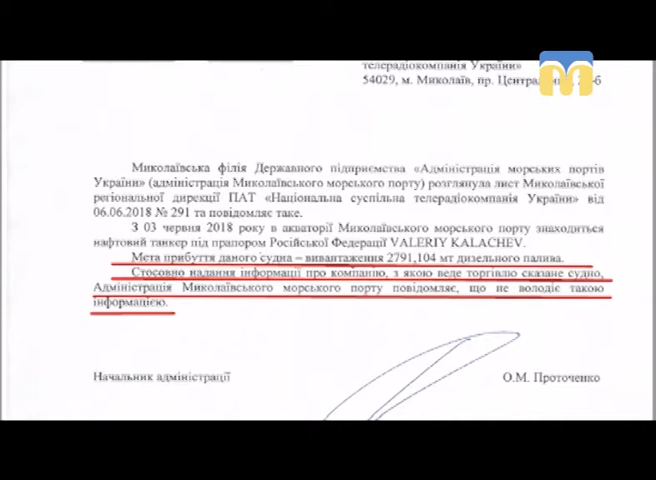 телерадіокомпанія України»
54029, м. Миколаїв, пр.
Миколаївська філія Державного підприємства «Адміністрація морських портів
України» (адміністрація Миколаївського морського порту) розглянула лист Миколаївської
регіональної дирекції ПАТ «Національна суспільна телерадіокомпанія України» від
06.06.2018 № 291 та повідомляє таке.
З 03 червня 2018 року в акваторії Миколаївського морського порту знаходиться
нафтовий танкер під прапором Російської Федерації VALERIY KALACHEV.
Мета прибуття даного судна – вивантаження 2791,104 мт дизельного палива.
Стосовно надання інформації про компанію, з якою веде торгівлю сказане судно,
Адміністрація Миколаївського морського порту повідомляє, що не володіє такою
інформацією.
Начальник адміністрації О.М. Проточенко